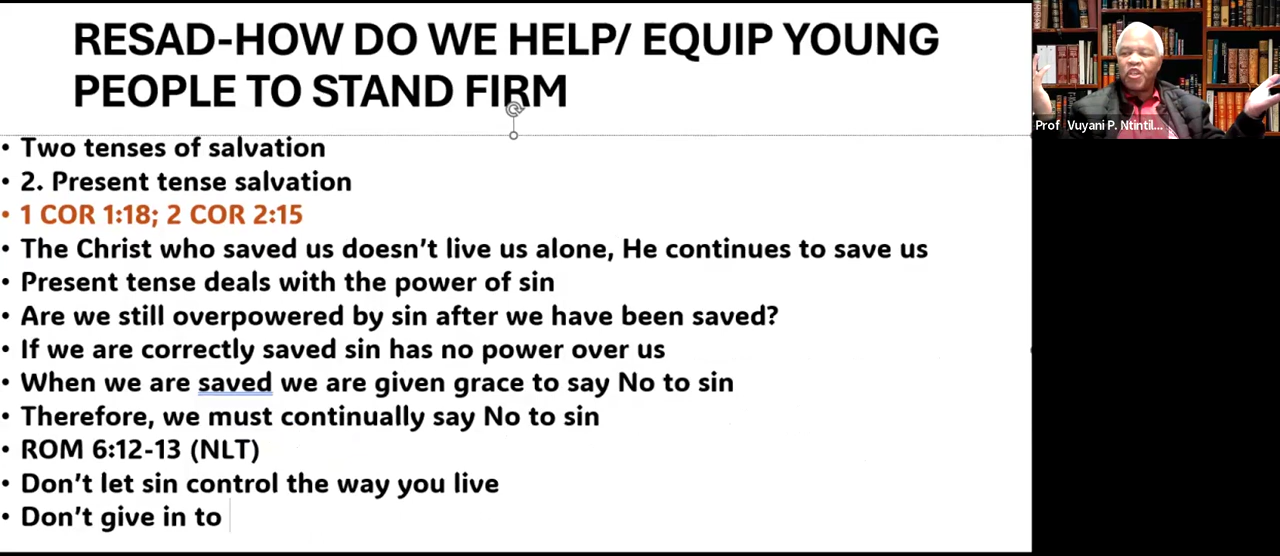 RESAD-HOW DO WE HELP/ EQUIP YOUNG
PEOPLE TO STAND FIRM
• Two tenses of salvation
• 2. Present tense salvation
• 1 COR 1:18; 2 COR 2:15
• The Christ who saved us doesn’t live us alone, He continues to save us
• Present tense deals with the power of sin
• Are we still overpowered by sin after we have been saved?
• If we are correctly saved sin has no power over us
• When we are saved we are given grace to say No to sin
• Therefore, we must continually say No to sin
• ROM 6:12-13 (NLT)
• Don’t let sin control the way you live
• Don’t give in to
Prof Vuyani P. Ntintil...